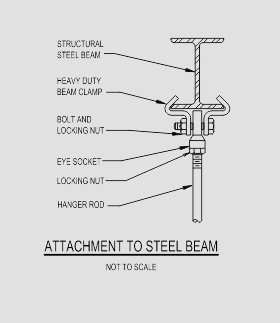 STRUCTURAL
STEEL BEAM
HEAVY DUTY
BEAM CLAMP
BOLT AND
LOCKING NUT
EYE SOCKET
LOCKING NUT
HANGER ROD
ATTACHMENT TO STEEL BEAM
NOT TO SCALE